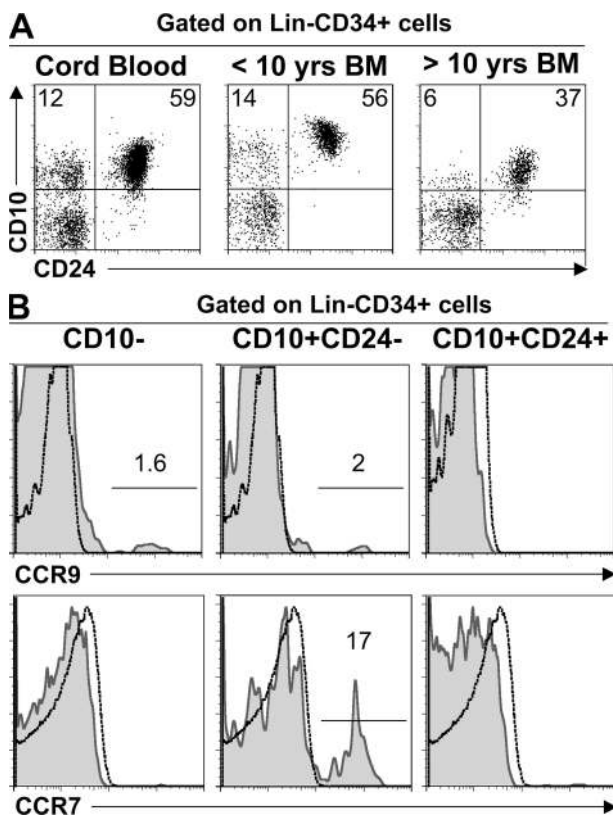 A
Gated on Lin-CD34+ cells
Cord Blood < 10 yrs BM > 10 yrs BM
12 59 14 56 6 37
CD10
CD24
B
Gated on Lin-CD34+ cells
CD10- CD10+CD24- CD10+CD24+
1.6 2
CCR9
17
CCR7